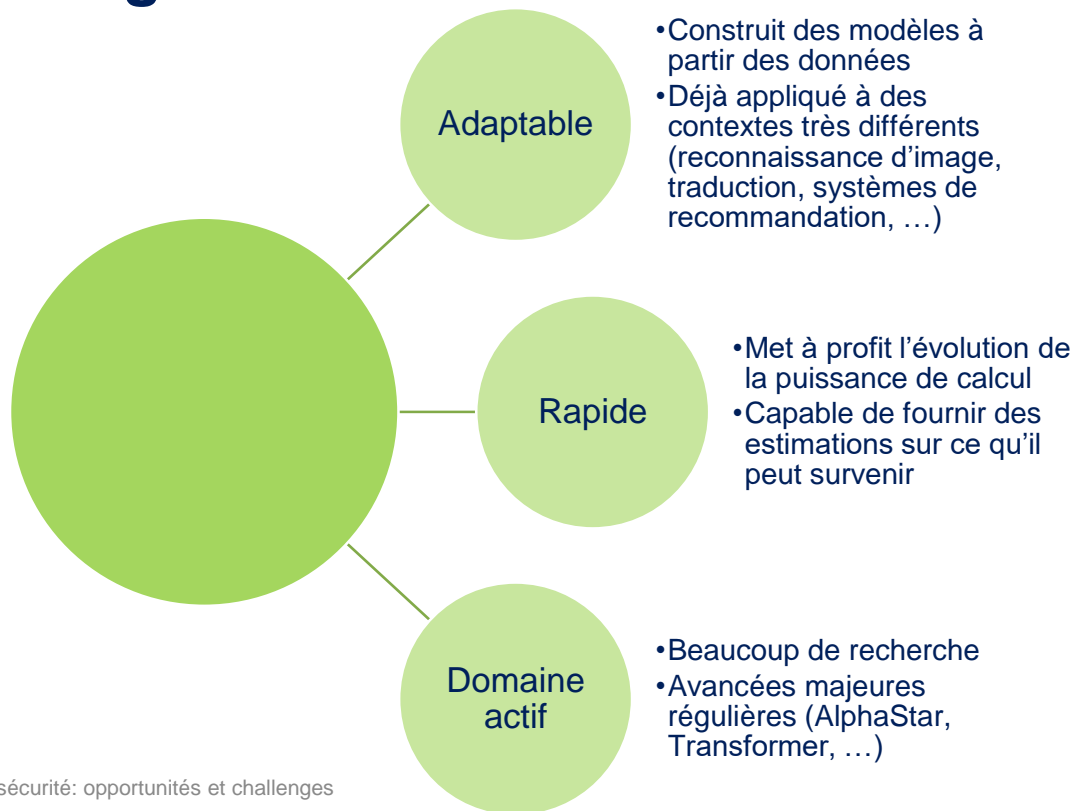 Adaptable
•Construit des modèles à
partir des données
•Déjà appliqué à des
contextes très différents
(reconnaissance d’image,
traduction, systèmes de
recommandation, …)
Rapide
•Met à profit l’évolution de
la puissance de calcul
•Capable de fournir des
estimations sur ce qu’il
peut survenir
Domaine
actif
•Beaucoup de recherche
•Avancées majeures
régulières (AlphaStar,
Transformer, …)
sécurité: opportunités et challenges